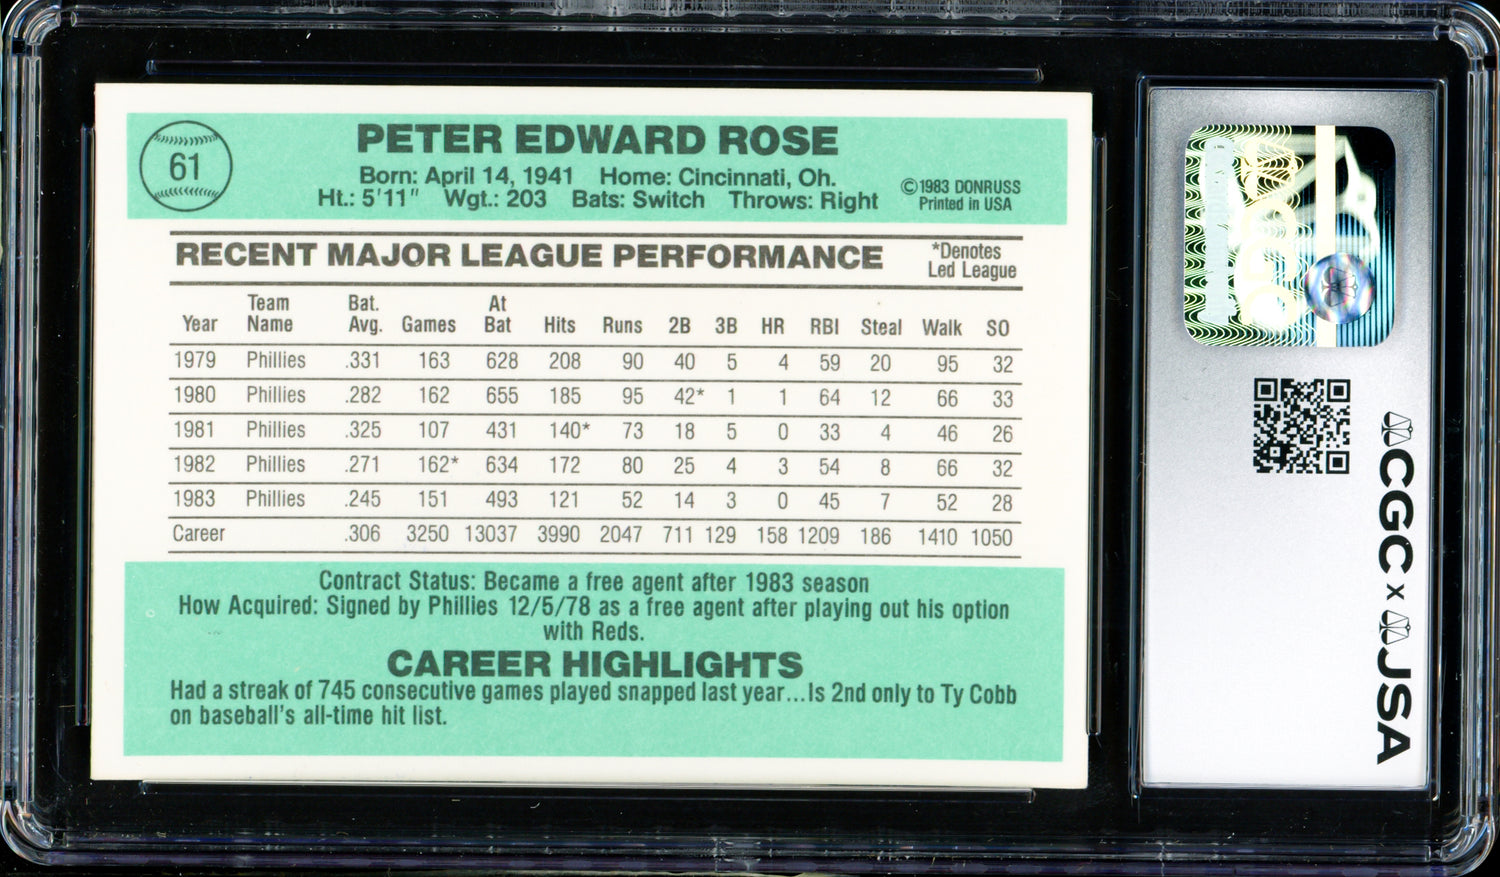 61
PETER EDWARD ROSE
Born: April 14, 1941 Home: Cincinnati, Oh.
Ht.: 5'11" Wgt.: 203 Bats: Switch Throws: Right
©1983 DONRUSS
Printed in USA
RECENT MAJOR LEAGUE PERFORMANCE
*Denotes
Led League
Year Team Name Bat. Avg. Games At Bat Hits Runs 2B 3B HR RBI Steal Walk SO
1979 Phillies .331 163 628 208 90 40 5 4 59 20 95 32
1980 Phillies .282 162 655 185 95 42* 1 1 64 12 66 33
1981 Phillies .325 107 431 140* 73 18 5 0 33 4 46 26
1982 Phillies .271 162* 634 172 80 25 4 3 54 8 66 32
1983 Phillies .245 151 493 121 52 14 3 0 45 7 52 28
Career .306 3250 13037 3990 2047 711 129 158 1209 186 1410 1050
Contract Status: Became a free agent after 1983 season
How Acquired: Signed by Phillies 12/5/78 as a free agent after playing out his option
with Reds.
CAREER HIGHLIGHTS
Had a streak of 745 consecutive games played snapped last year...Is 2nd only to Ty Cobb
on baseball's all-time hit list.
CGC x JSA